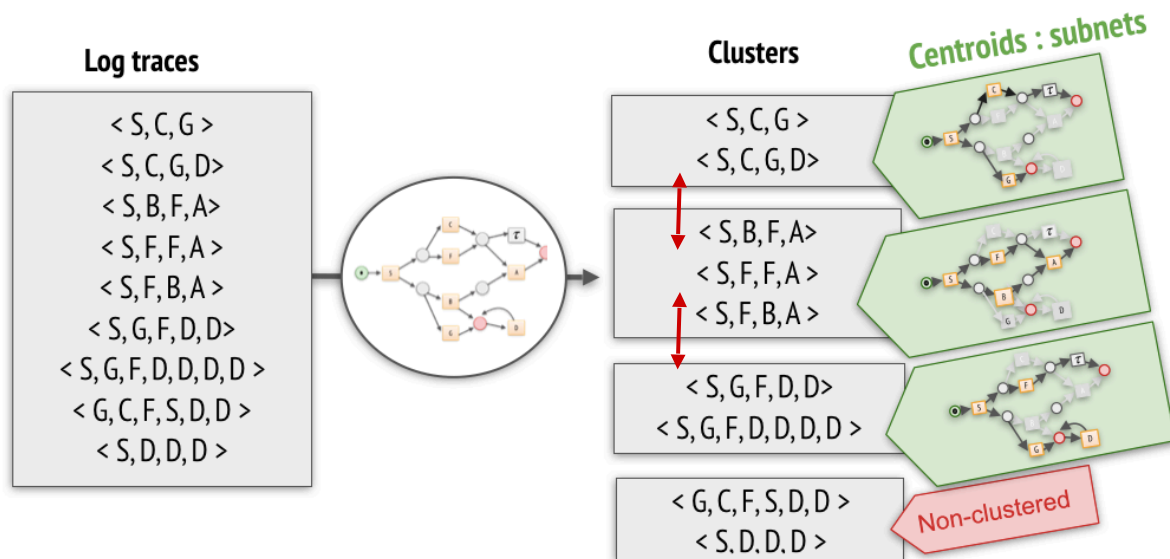 Log traces
< S, C, G >
< S, C, G, D>
< S, B, F, A>
< S, F, F, A >
< S, F, B, A >
< S, G, F, D, D>
< S, G, F, D, D, D, D >
< G, C, F, S, D, D >
< S, D, D, D >
C
F
τ
S
A
B
G
D
Clusters
< S, C, G >
< S, C, G, D>
< S, B, F, A>
< S, F, F, A >
< S, F, B, A >
< S, G, F, D, D>
< S, G, F, D, D, D, D >
< G, C, F, S, D, D >
< S, D, D, D >
Centroids : subnets
C
τ
S
G
τ
F
S
A
B
G
D
τ
F
S
G
D
Non-clustered